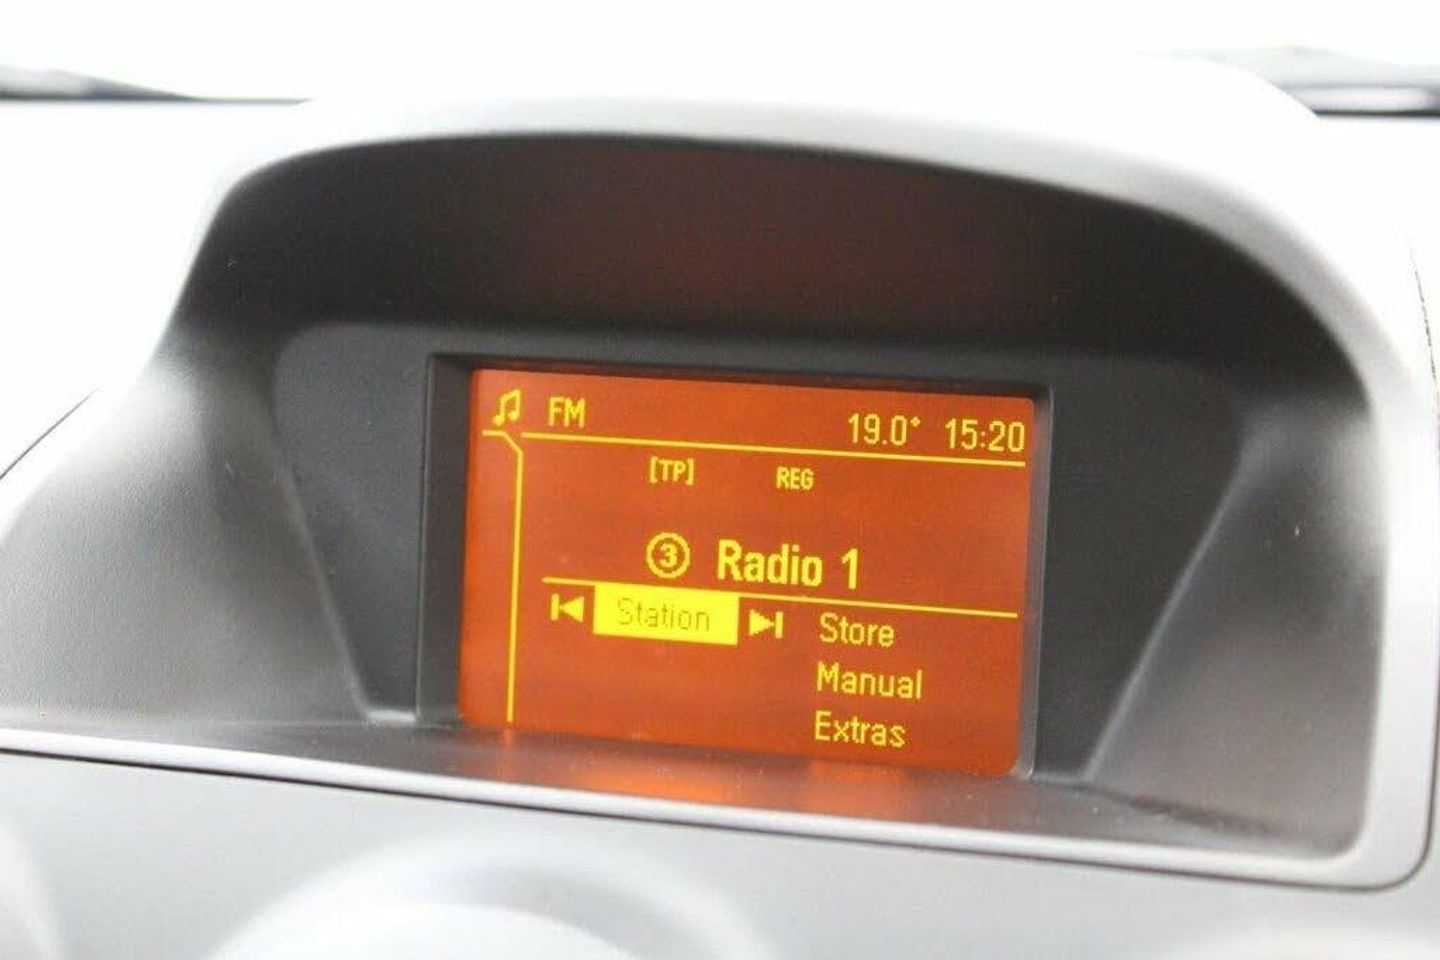 FM 19.0° 15:20
[TP] REG
3 Radio 1
Station Store
Manual
Extras